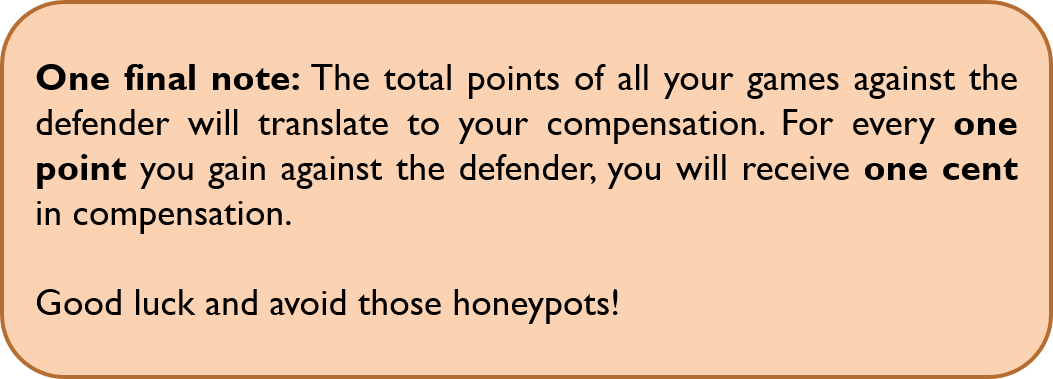 One final note: The total points of all your games against the
defender will translate to your compensation. For every one
point you gain against the defender, you will receive one cent
in compensation.
Good luck and avoid those honeypots!